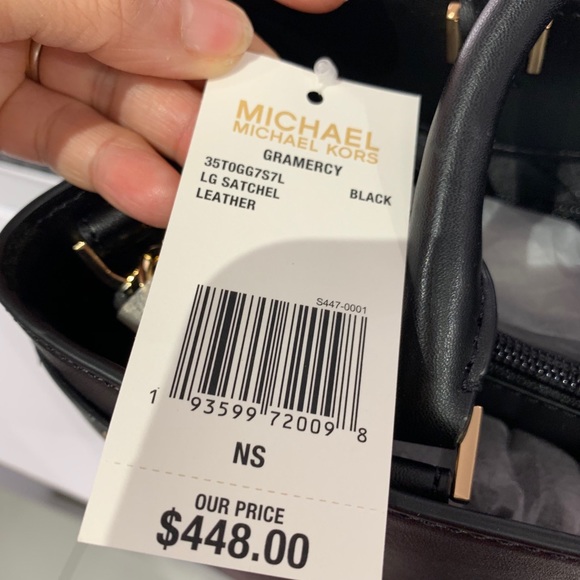 MICHAEL
MICHAEL KORS
GRAMERCY
35T0GG7S7L
LG SATCHEL BLACK
LEATHER
S447-0001
1 93599 72009 8
NS
OUR PRICE
$448.00